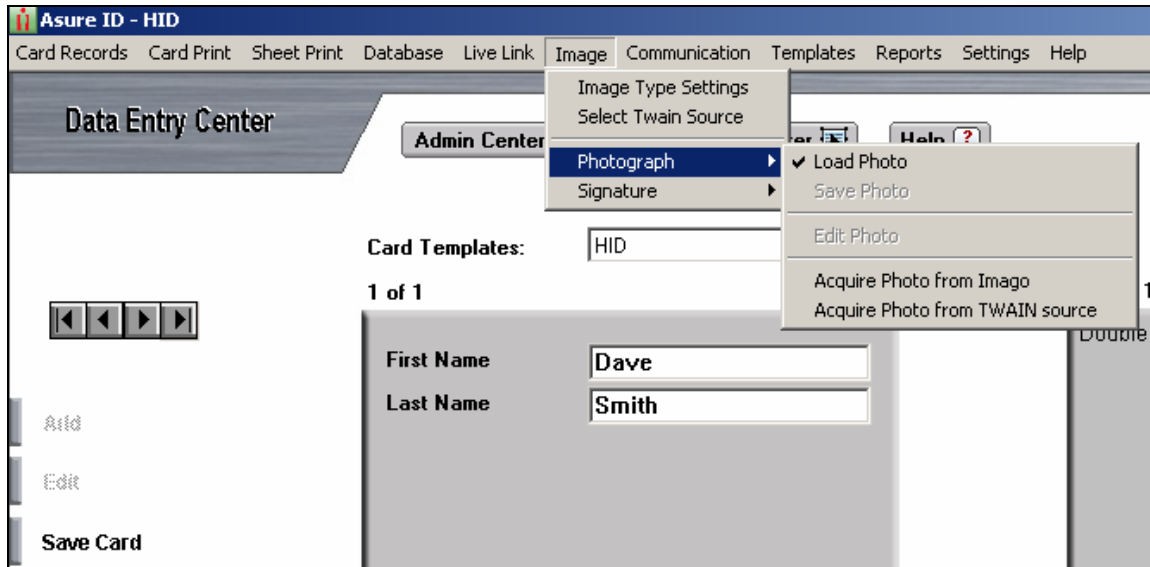 Asure ID - HID
Card Records Card Print Sheet Print Database Live Link Image Communication Templates Reports Settings Help
Data Entry Center
Admin Center
Help ?
Image Type Settings
Select Twain Source
Photograph
Signature
Load Photo
Save Photo
Edit Photo
Acquire Photo from Imago
Acquire Photo from TWAIN source
Card Templates: HID
1 of 1
1
Double
First Name Dave
Last Name Smith
Add
Edit
Save Card